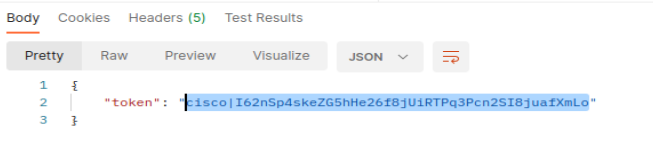 Body Cookies Headers (5) Test Results
Pretty Raw Preview Visualize JSON
1 {
2 "token": "cisco|I62nSp4skeZG5hHe26f8jUiRTPq3Pcn2SI8juafXmLo"
3 }